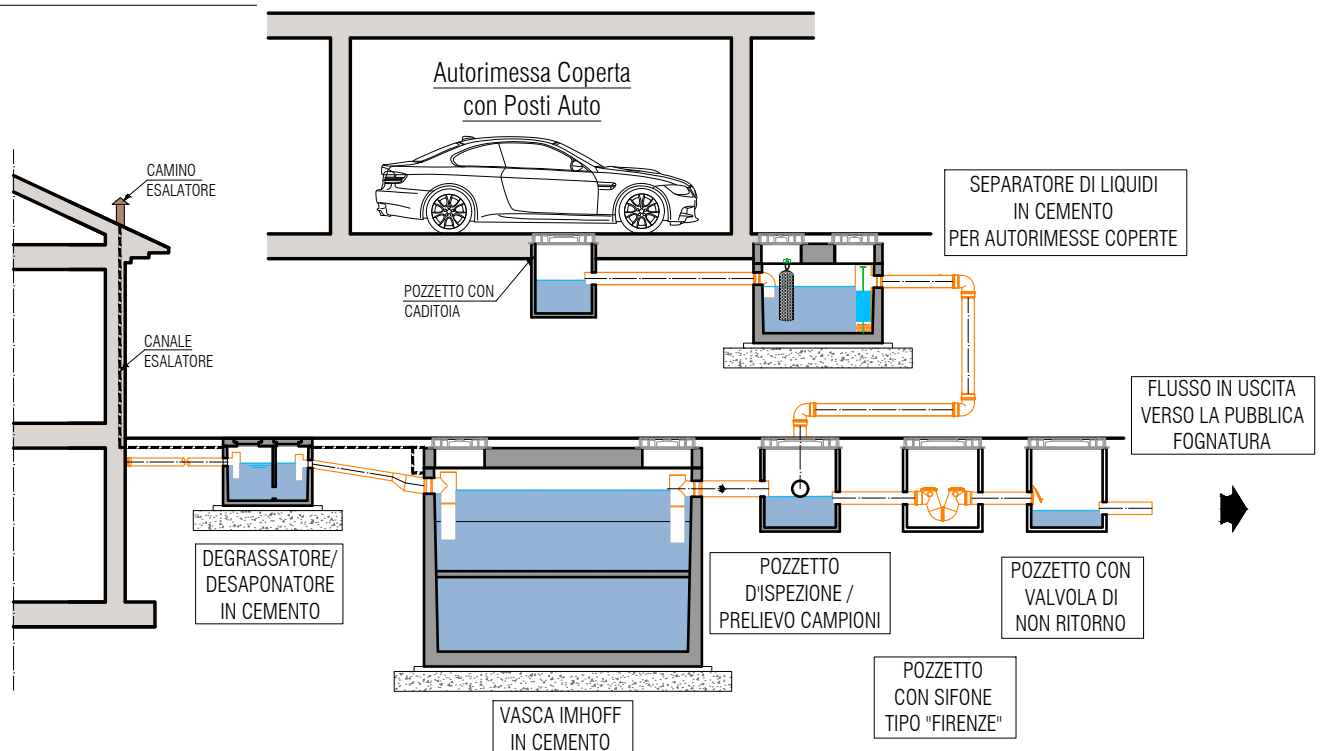 Autorimessa Coperta
con Posti Auto
CAMINO
ESALATORE
SEPARATORE DI LIQUIDI
IN CEMENTO
PER AUTORIMESSE COPERTE
POZZETTO CON
CADITOIA
CANALE
ESALATORE
FLUSSO IN USCITA
VERSO LA PUBBLICA
FOGNATURA
DEGRASSATORE/
DESAPONATORE
IN CEMENTO
POZZETTO
D'ISPEZIONE /
PRELIEVO CAMPIONI
POZZETTO CON
VALVOLA DI
NON RITORNO
POZZETTO
CON SIFONE
TIPO "FIRENZE"
VASCA IMHOFF
IN CEMENTO